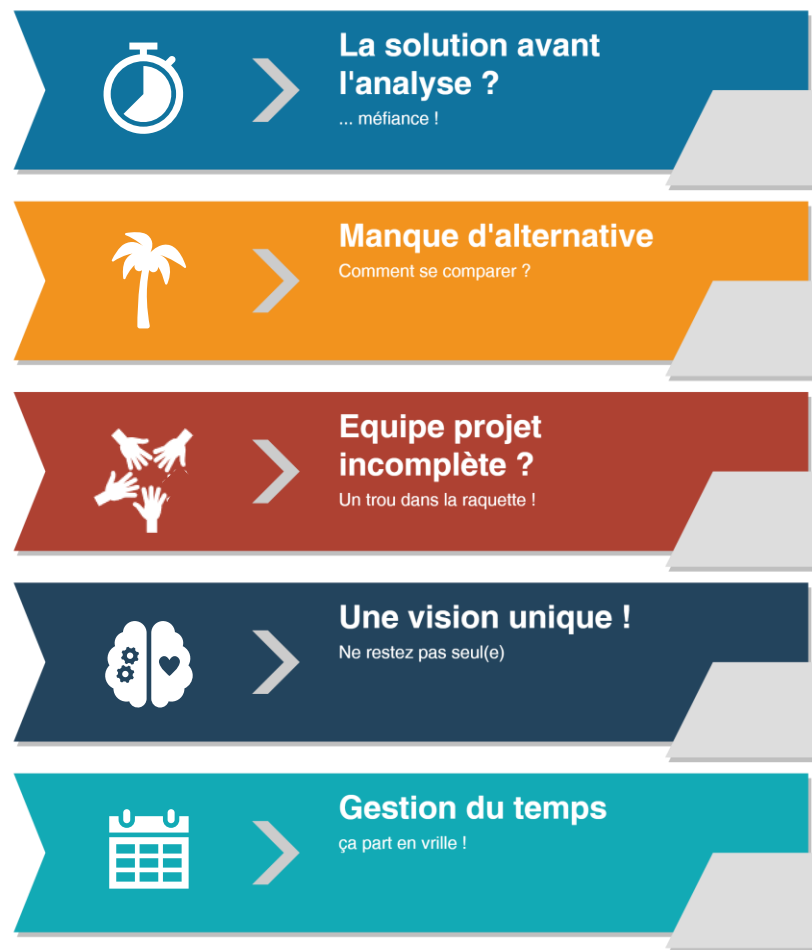 La solution avant
l'analyse ?
... méfiance !
Manque d'alternative
Comment se comparer ?
Equipe projet
incomplète ?
Un trou dans la raquette !
Une vision unique !
Ne restez pas seul(e)
Gestion du temps
ça part en vrille !